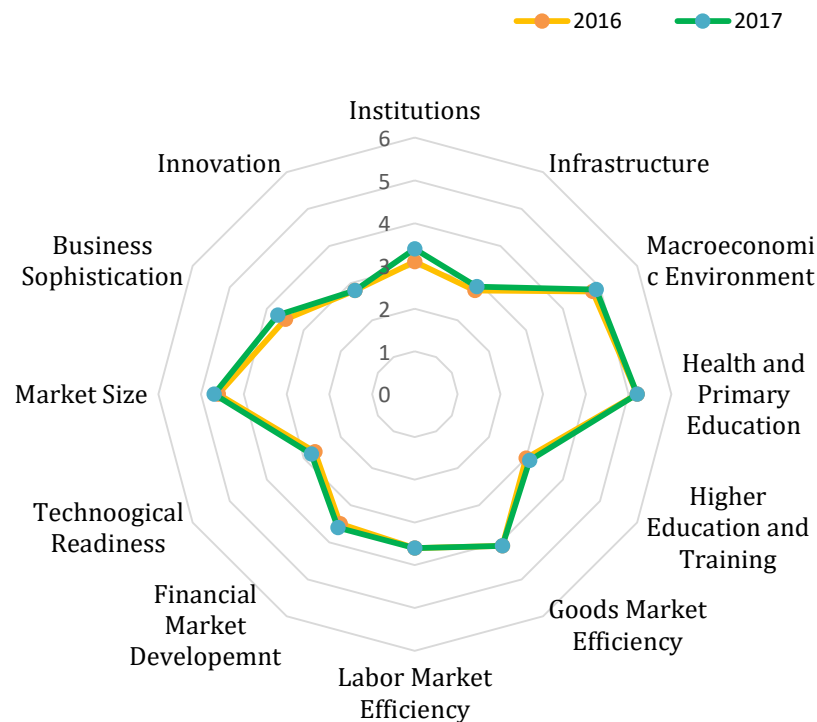 2016 2017
Institutions
Infrastructure
Macroeconomi
c Environment
Health and
Primary
Education
Higher
Education and
Training
Goods Market
Efficiency
Labor Market
Efficiency
Financial
Market
Developemnt
Technoogical
Readiness
Market Size
Business
Sophistication
Innovation
6
5
4
3
2
1
0